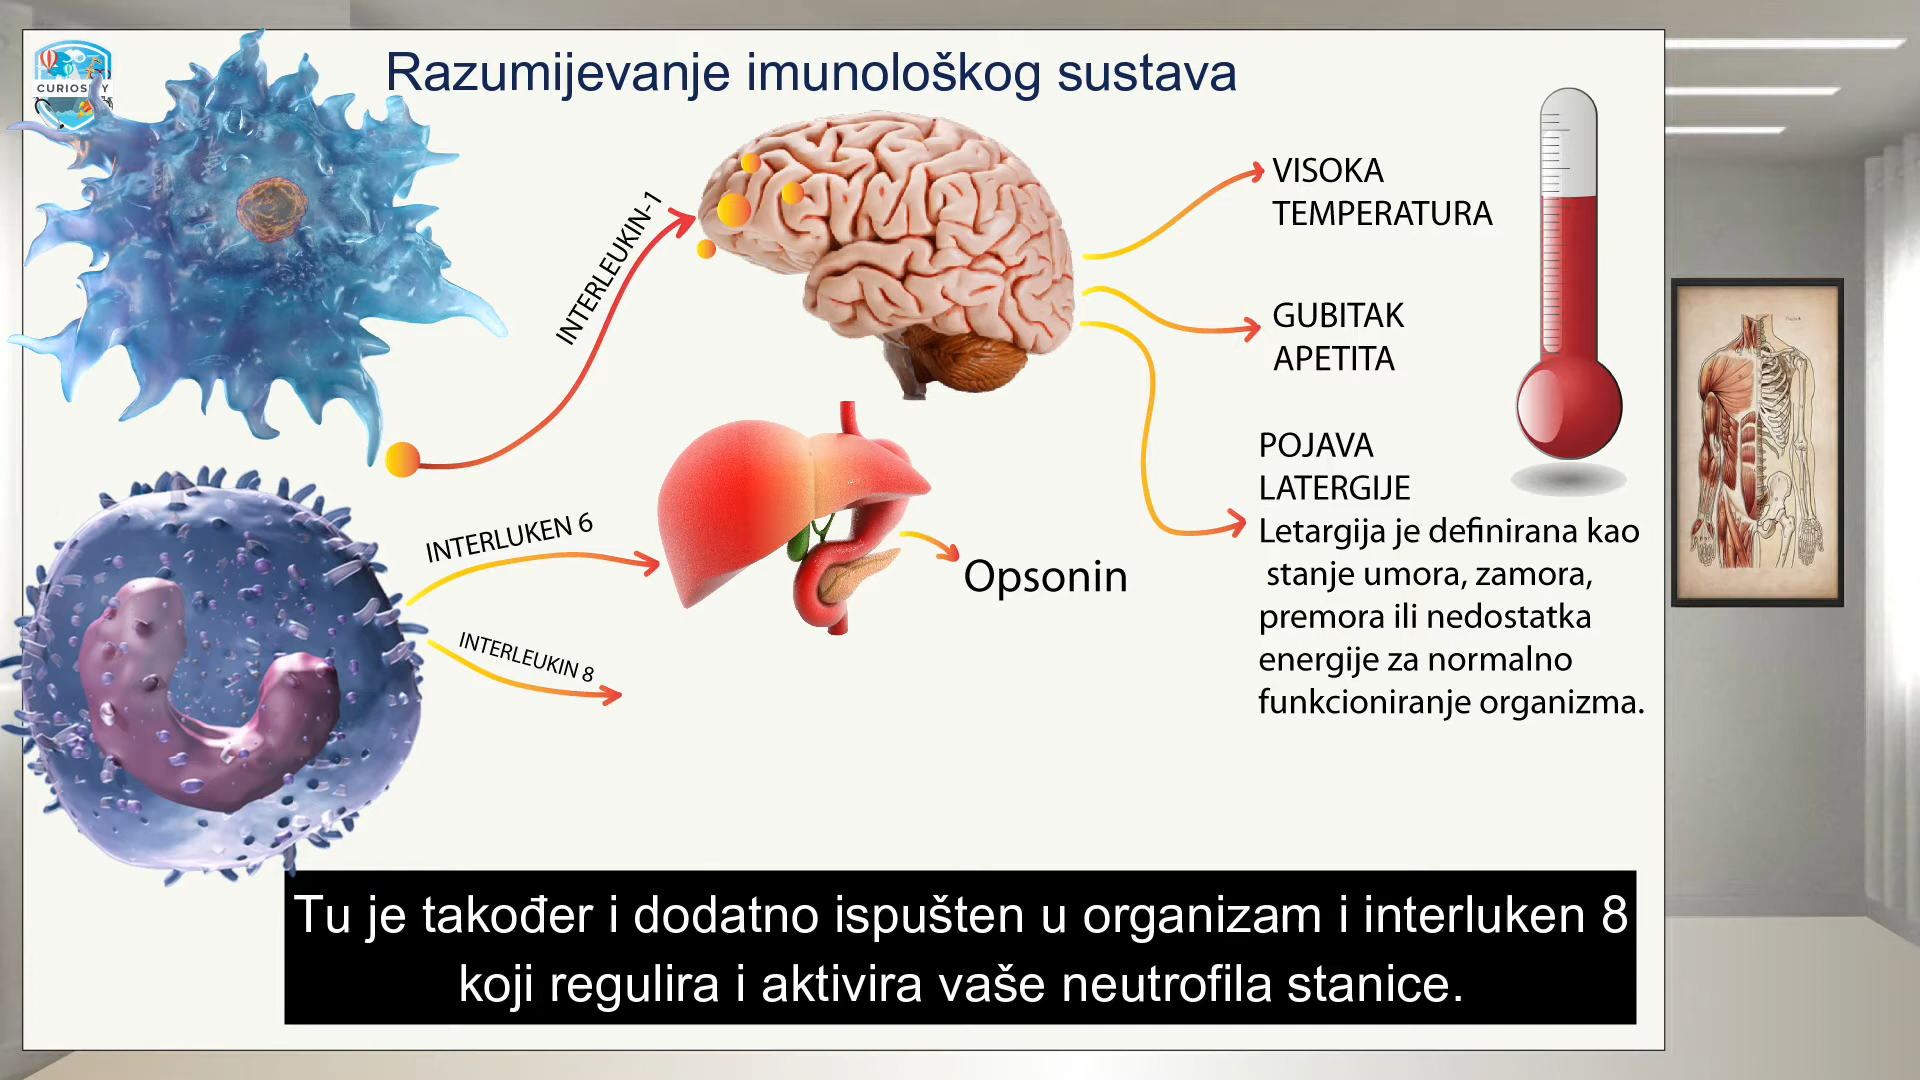 CURIOSITY
Razumijevanje imunološkog sustava
INTERLEUKIN-1
VISOKA
TEMPERATURA
GUBITAK
APETITA
POJAVA
LATERGIJE
Letargija je definirana kao
stanje umora, zamora,
premora ili nedostatka
energije za normalno
funkcioniranje organizma.
INTERLUKEN 6
Opsonin
INTERLEUKIN 8
Tu je također i dodatno ispušten u organizam i interluken 8
koji regulira i aktivira vaše neutrofila stanice.